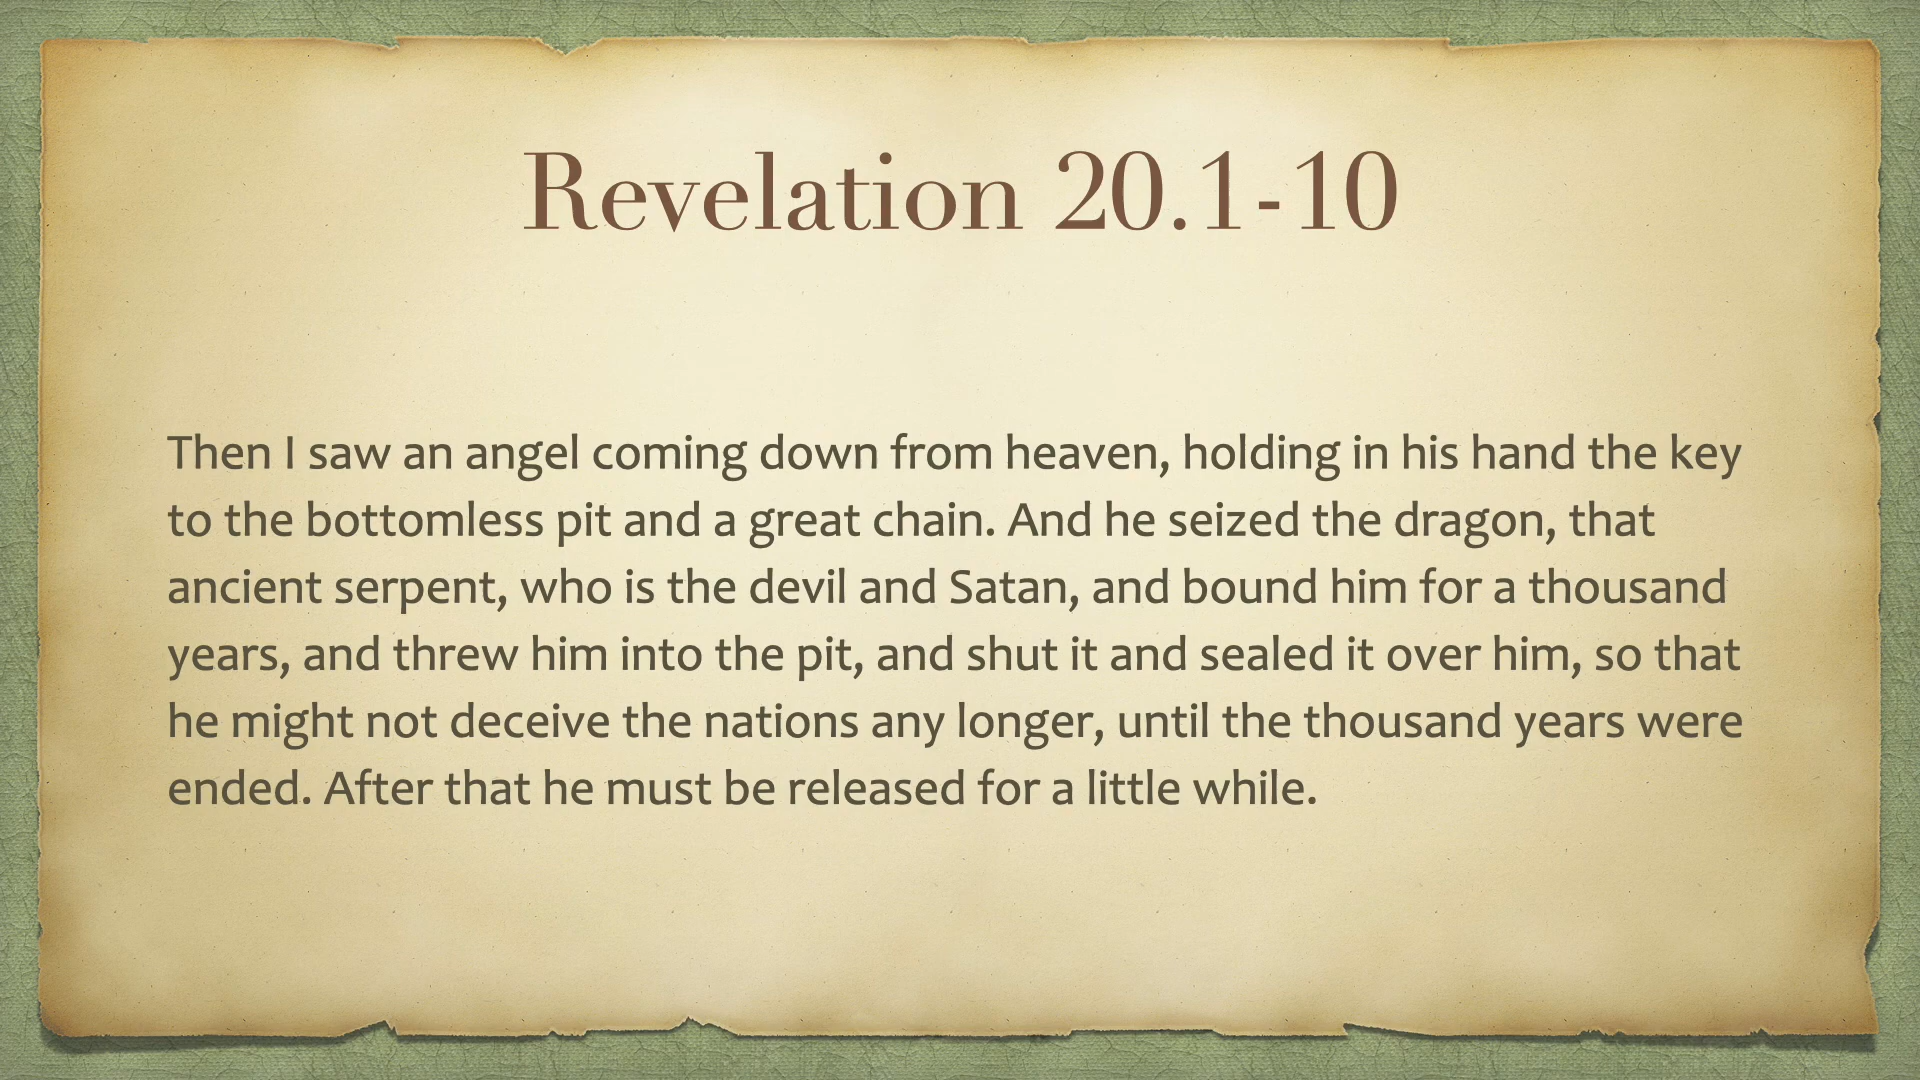 Revelation 20.1-10
Then I saw an angel coming down from heaven, holding in his hand the key
to the bottomless pit and a great chain. And he seized the dragon, that
ancient serpent, who is the devil and Satan, and bound him for a thousand
years, and threw him into the pit, and shut it and sealed it over him, so that
he might not deceive the nations any longer, until the thousand years were
ended. After that he must be released for a little while.